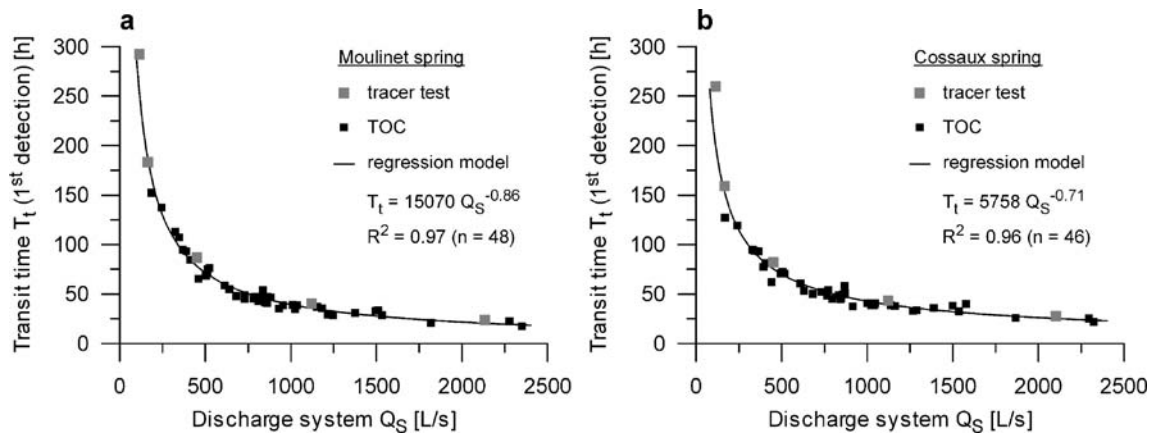 a
Transit time Tt (1st detection) [h]
300
250
200
150
100
50
0
Moulinet spring
tracer test
TOC
regression model
Tt = 15070 QS^-0.86
R^2 = 0.97 (n = 48)
0 500 1000 1500 2000 2500
Discharge system QS [L/s]
b
Transit time Tt (1st detection) [h]
300
250
200
150
100
50
0
Cossaux spring
tracer test
TOC
regression model
Tt = 5758 QS^-0.71
R^2 = 0.96 (n = 46)
0 500 1000 1500 2000 2500
Discharge system QS [L/s]